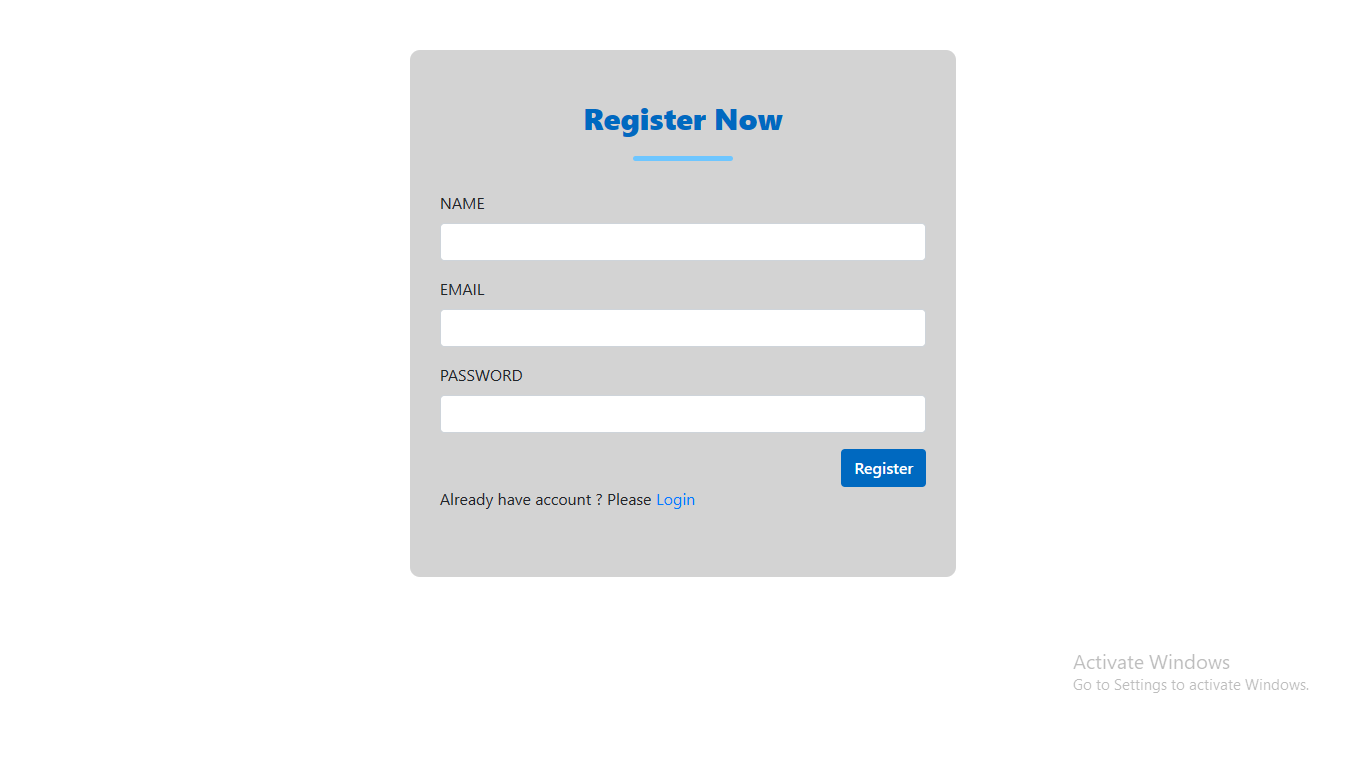 Register Now
NAME
EMAIL
PASSWORD
Register
Already have account ? Please Login
Activate Windows
Go to Settings to activate Windows.